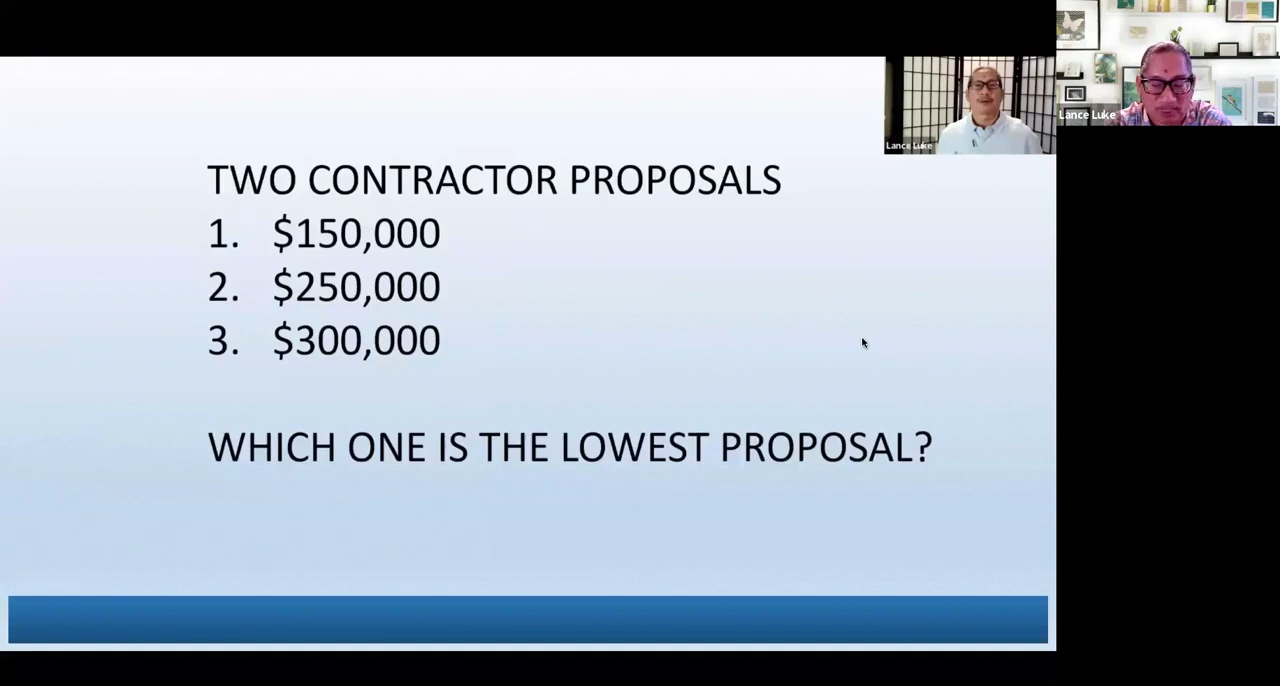 Lance Luke
Lance Luke
TWO CONTRACTOR PROPOSALS
1. $150,000
2. $250,000
3. $300,000
WHICH ONE IS THE LOWEST PROPOSAL?